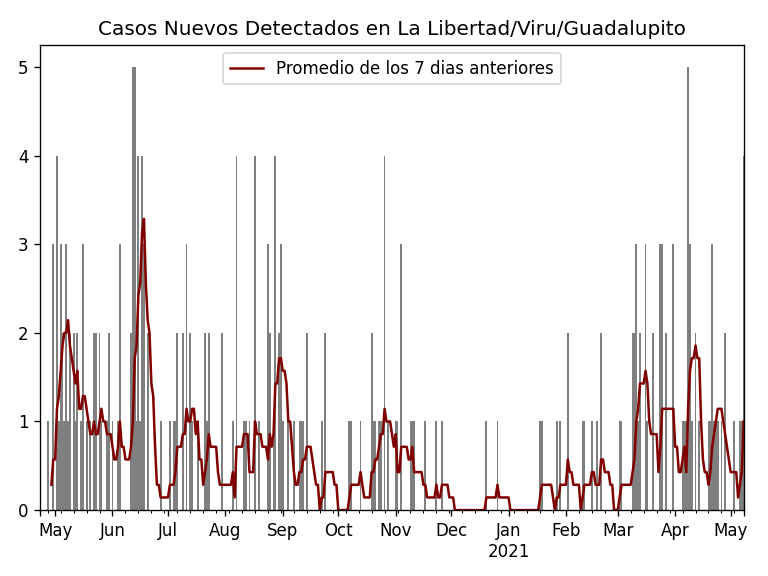 Casos Nuevos Detectados en La Libertad/Viru/Guadalupito
Promedio de los 7 dias anteriores
5
4
3
2
1
0
May Jun Jul Aug Sep Oct Nov Dec Jan Feb Mar Apr May
2021